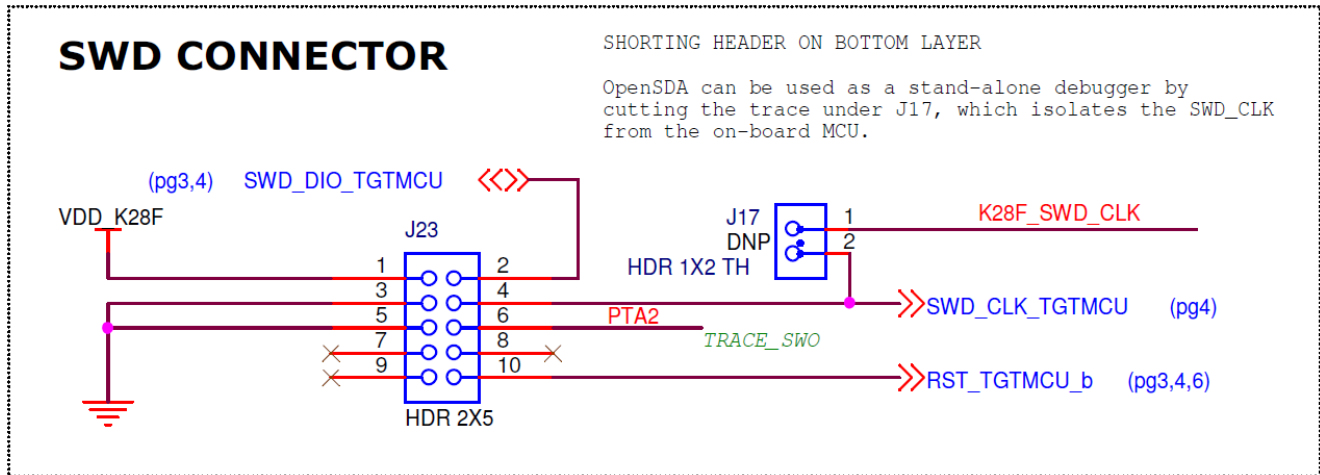 SWD CONNECTOR
SHORTING HEADER ON BOTTOM LAYER
OpenSDA can be used as a stand-alone debugger by
cutting the trace under J17, which isolates the SWD_CLK
from the on-board MCU.
(pg3,4) SWD_DIO_TGTMCU
VDD_K28F
J23
J17
DNP
HDR 1X2 TH
1
2
K28F_SWD_CLK
1 2
3 4
5 6
7 8
9 10
PTA2
TRACE_SWO
SWD_CLK_TGTMCU (pg4)
RST_TGTMCU_b (pg3,4,6)
HDR 2X5